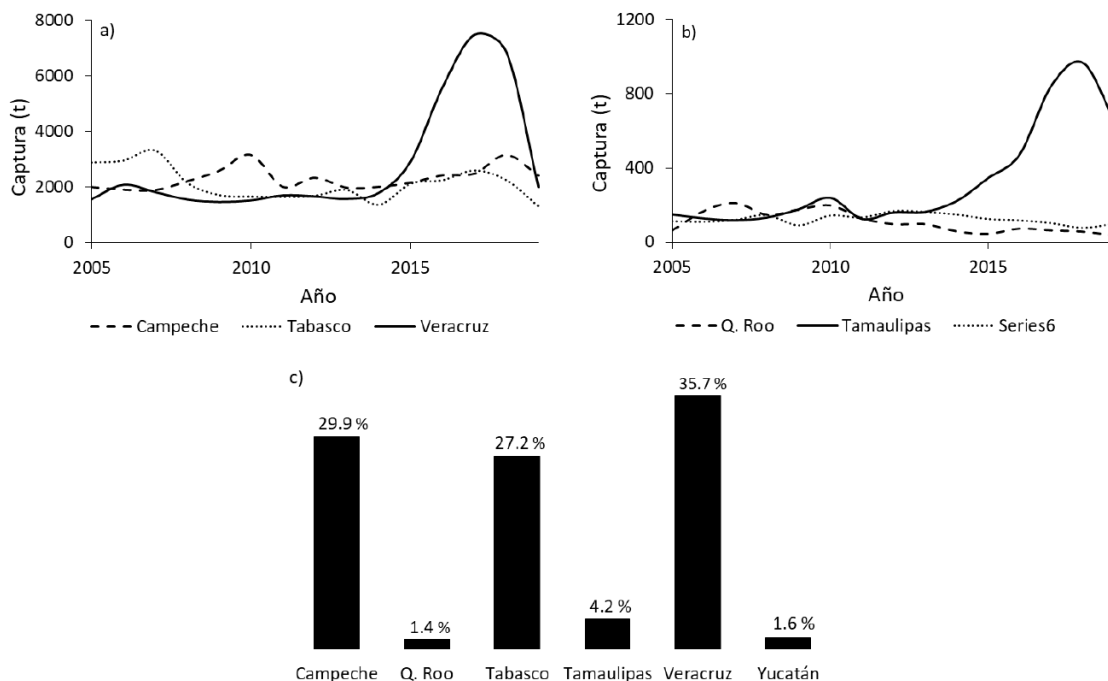 a)
8000
6000
4000
2000
0
Captura (t)
2005 2010 2015
Año
Campeche Tabasco Veracruz
b)
1200
800
400
0
Captura (t)
2005 2010 2015
Año
Q. Roo Tamaulipas Series6
c)
29.9 %
1.4 %
27.2 %
4.2 %
35.7 %
1.6 %
Campeche Q. Roo Tabasco Tamaulipas Veracruz Yucatán